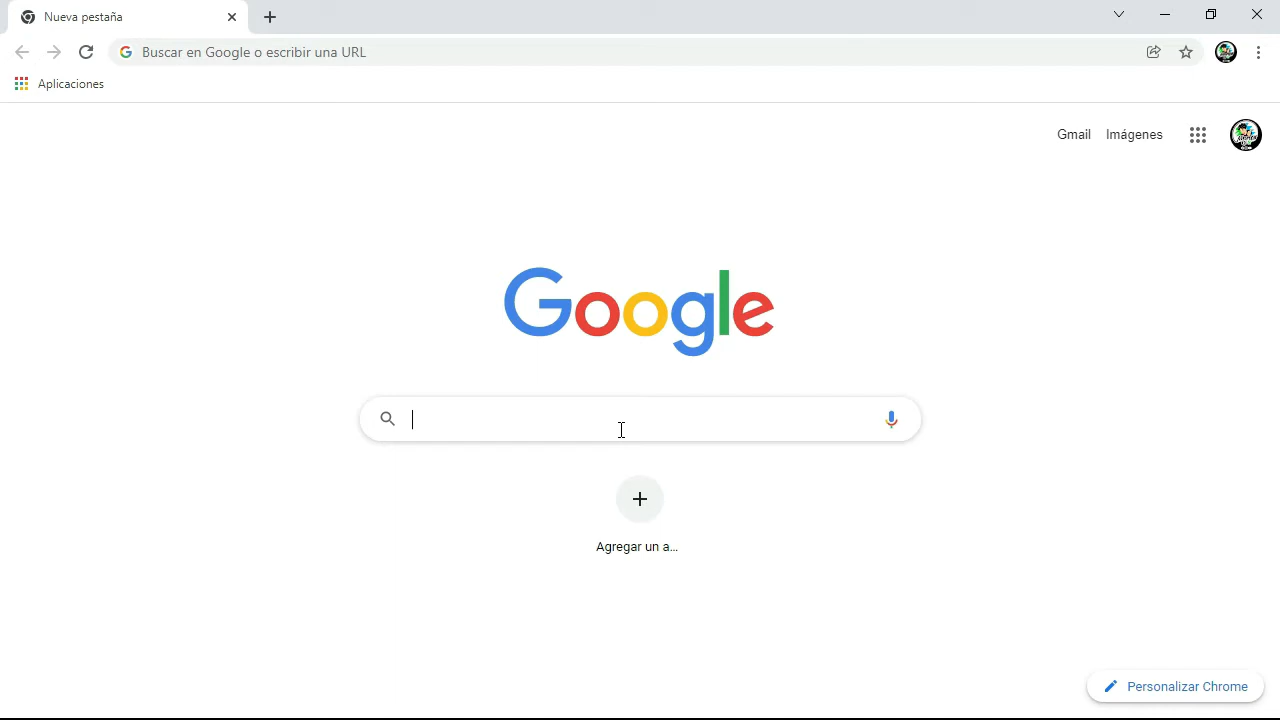 Nueva pestaña
Buscar en Google o escribir una URL
Aplicaciones
Gmail Imágenes
Google
Agregar un a...
Personalizar Chrome